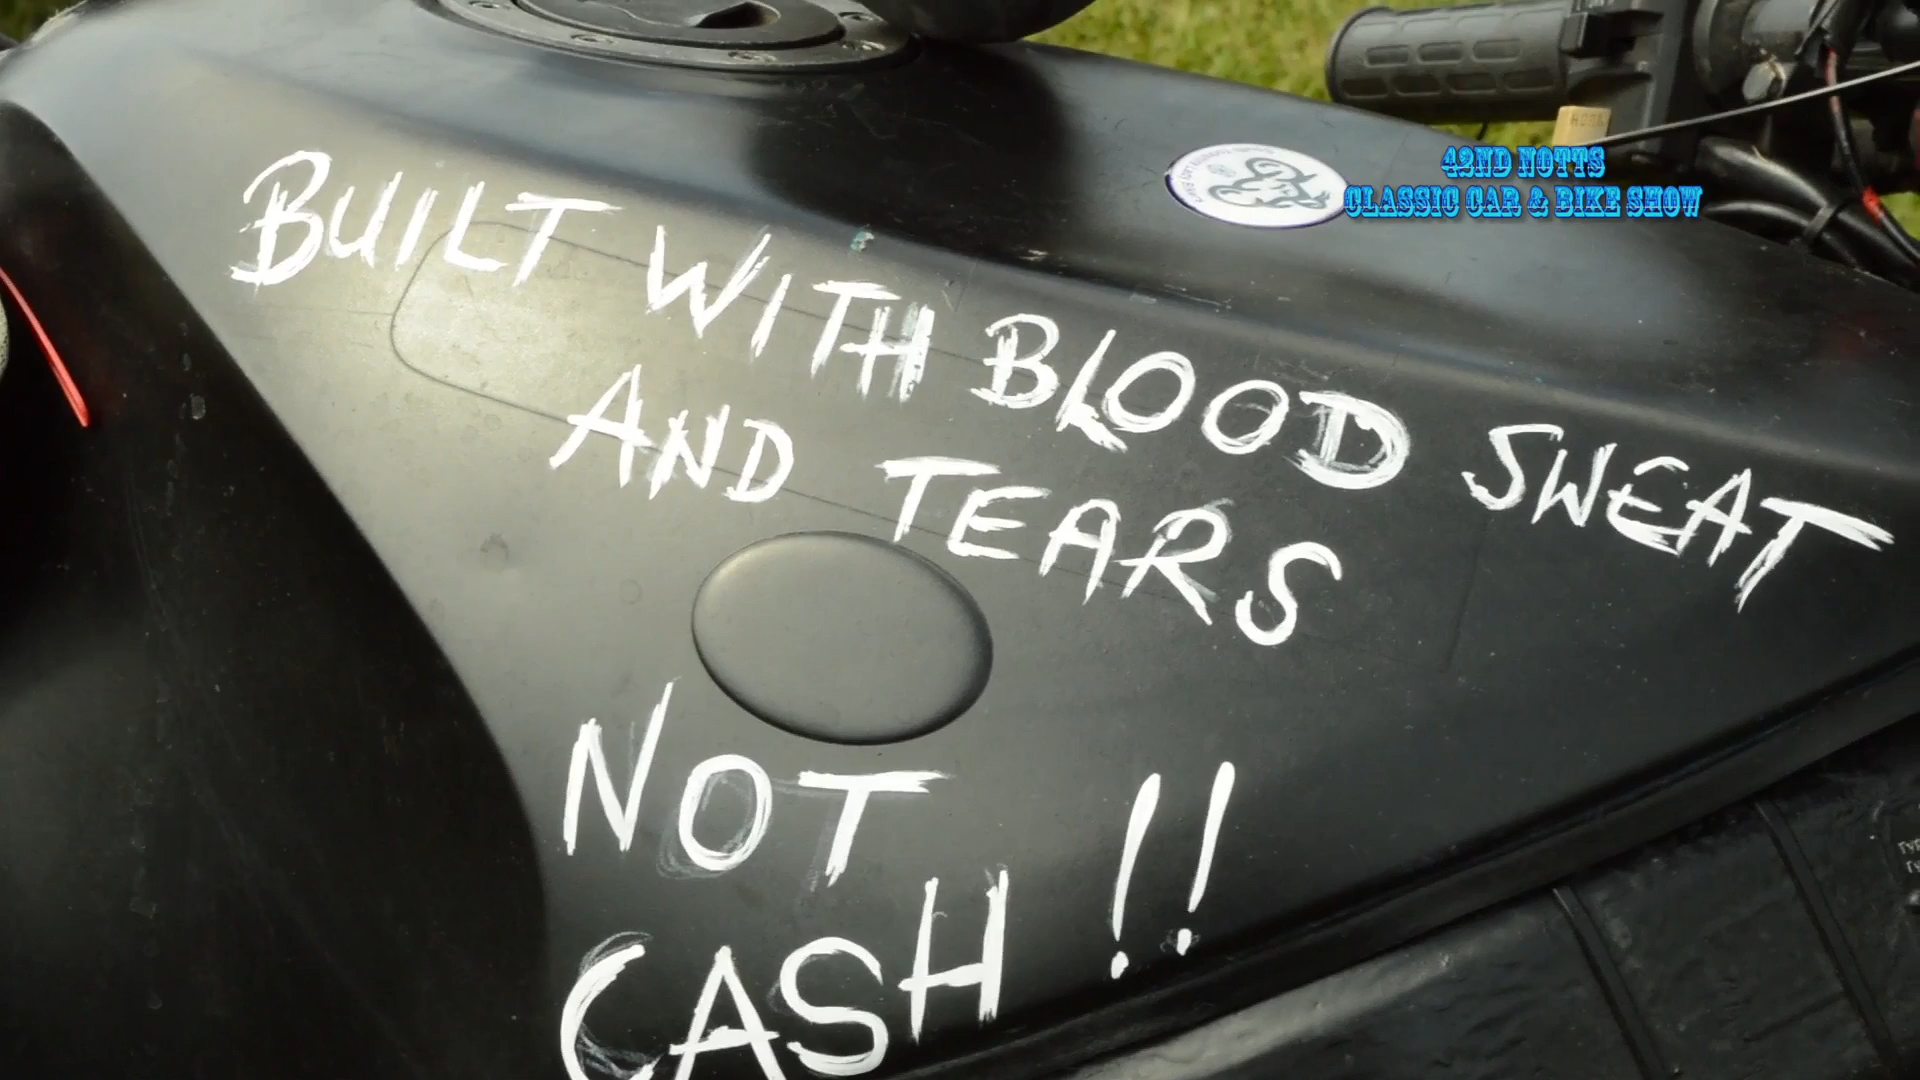 42ND NOTTS
CLASSIC CAR & BIKE SHOW
BUILT WITH BLOOD SWEAT
AND TEARS
NOT
CASH !!